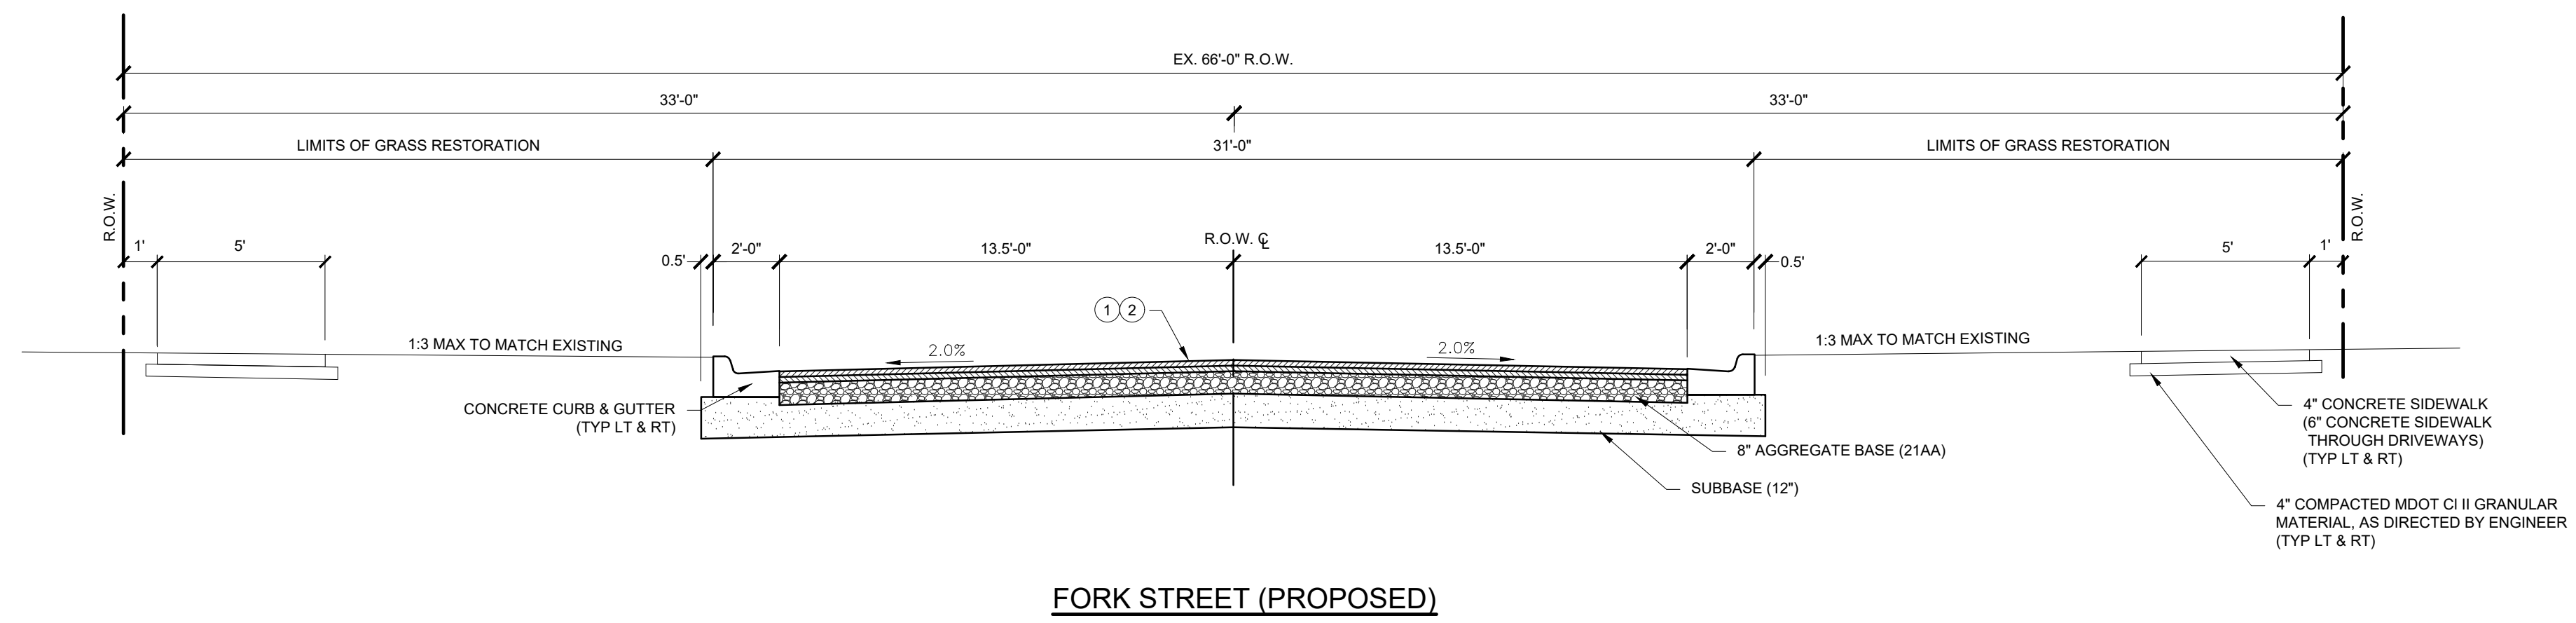 EX. 66'-0" R.O.W.
33'-0"
33'-0"
LIMITS OF GRASS RESTORATION
31'-0"
LIMITS OF GRASS RESTORATION
R.O.W.
R.O.W.
1'
5'
0.5'
2'-0"
13.5'-0"
R.O.W. ℄
13.5'-0"
2'-0"
0.5'
5'
1'
1 2
1:3 MAX TO MATCH EXISTING
2.0%
2.0%
1:3 MAX TO MATCH EXISTING
CONCRETE CURB & GUTTER
(TYP LT & RT)
4" CONCRETE SIDEWALK
(6" CONCRETE SIDEWALK
THROUGH DRIVEWAYS)
(TYP LT & RT)
8" AGGREGATE BASE (21AA)
SUBBASE (12")
4" COMPACTED MDOT CI II GRANULAR
MATERIAL, AS DIRECTED BY ENGINEER
(TYP LT & RT)
FORK STREET (PROPOSED)